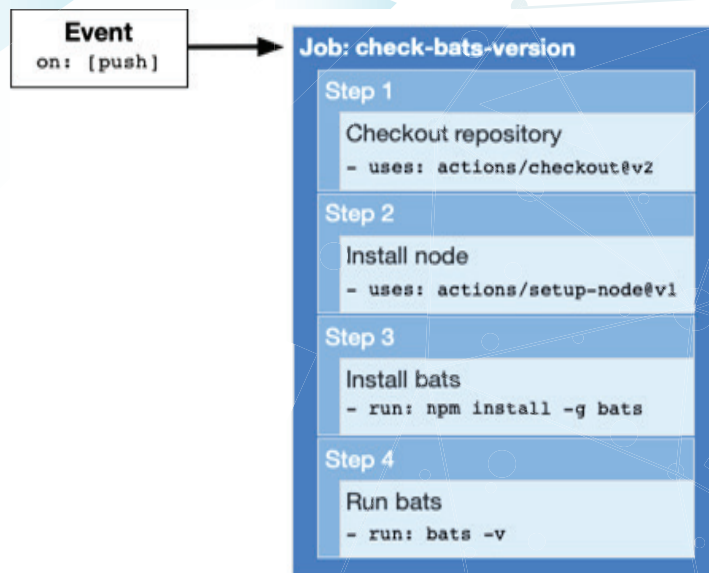 Event
on: [push]
Job: check-bats-version
Step 1
Checkout repository
- uses: actions/checkout@v2
Step 2
Install node
- uses: actions/setup-node@v1
Step 3
Install bats
- run: npm install -g bats
Step 4
Run bats
- run: bats -v